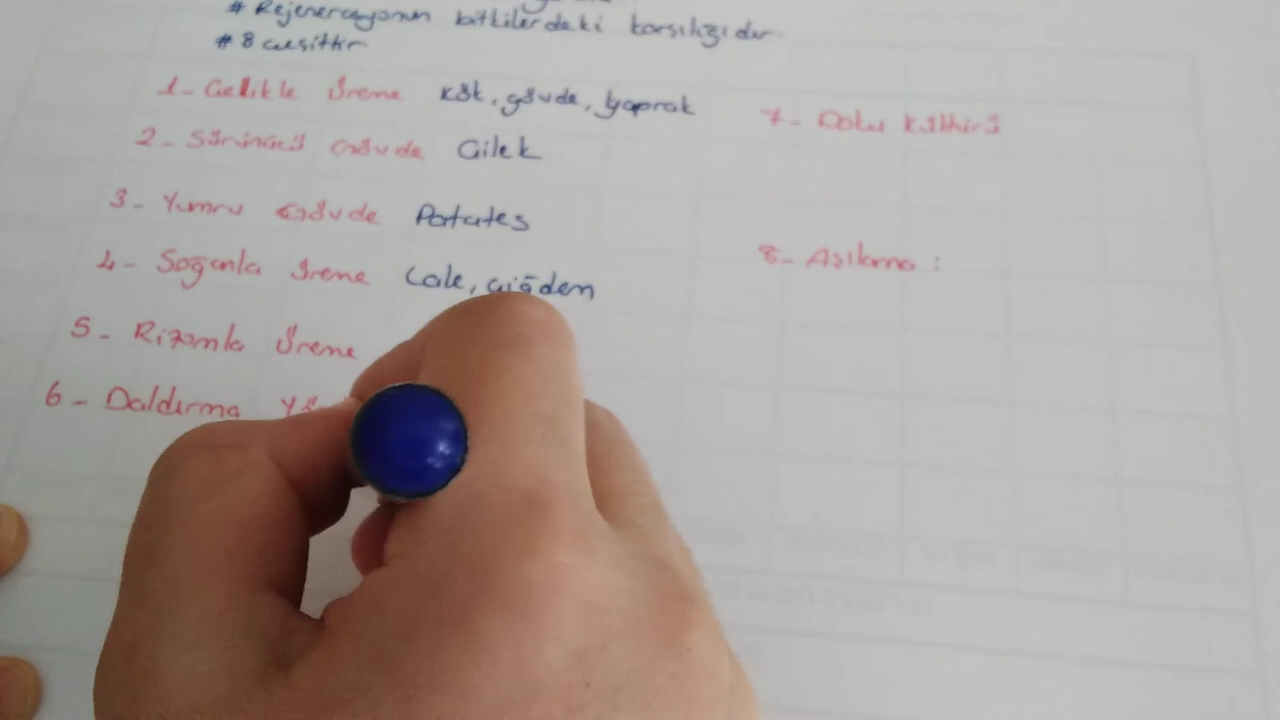 # Rejenerasyonun bitkilerdeki karşılığıdır.
# 8 çeşittir
1- Çelikle Üreme Kök, gövde, Yaprak
2- Sürünücü Gövde Çilek
3- Yumru Gövde Patates
4- Soğanla Üreme Lale, çiğdem
5- Rizomla Üreme
6- Daldırma
7- Doku Kültürü
8- Aşılama :